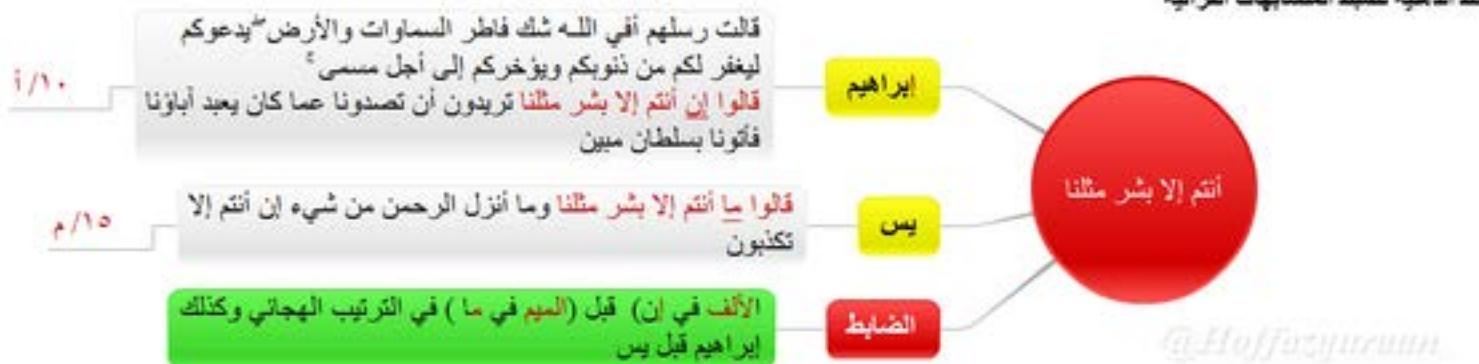 أنتم إلا بشر مثلنا
إبراهيم
قالت رسلهم أفي الله شك فاطر السماوات والأرض ۖ يدعوكم
ليغفر لكم من ذنوبكم ويؤخركم إلى أجل مسمى ۚ
قالوا إن أنتم إلا بشر مثلنا تريدون أن تصدونا عما كان يعبد أباؤنا
فأتونا بسلطان مبين
١٠/أ
يس
قالوا ما أنتم إلا بشر مثلنا وما أنزل الرحمن من شيء إن أنتم إلا
تكذبون
١٥/م
الضابط
الألف في إن) قبل (الميم في ما ) في الترتيب الهجائي وكذلك
إبراهيم قبل يس